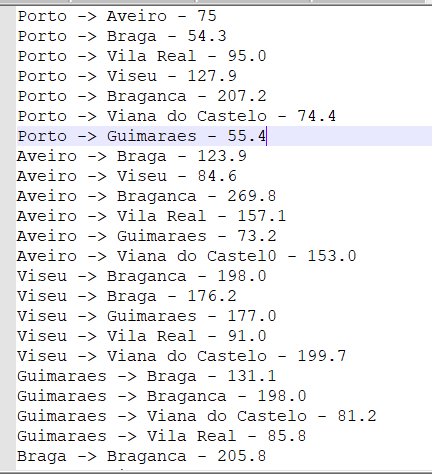 Porto -> Aveiro - 75
Porto -> Braga - 54.3
Porto -> Vila Real - 95.0
Porto -> Viseu - 127.9
Porto -> Braganca - 207.2
Porto -> Viana do Castelo - 74.4
Porto -> Guimaraes - 55.4
Aveiro -> Braga - 123.9
Aveiro -> Viseu - 84.6
Aveiro -> Braganca - 269.8
Aveiro -> Vila Real - 157.1
Aveiro -> Guimaraes - 73.2
Aveiro -> Viana do Castel0 - 153.0
Viseu -> Braganca - 198.0
Viseu -> Braga - 176.2
Viseu -> Guimaraes - 177.0
Viseu -> Vila Real - 91.0
Viseu -> Viana do Castelo - 199.7
Guimaraes -> Braga - 131.1
Guimaraes -> Braganca - 198.0
Guimaraes -> Viana do Castelo - 81.2
Guimaraes -> Vila Real - 85.8
Braga -> Braganca - 205.8